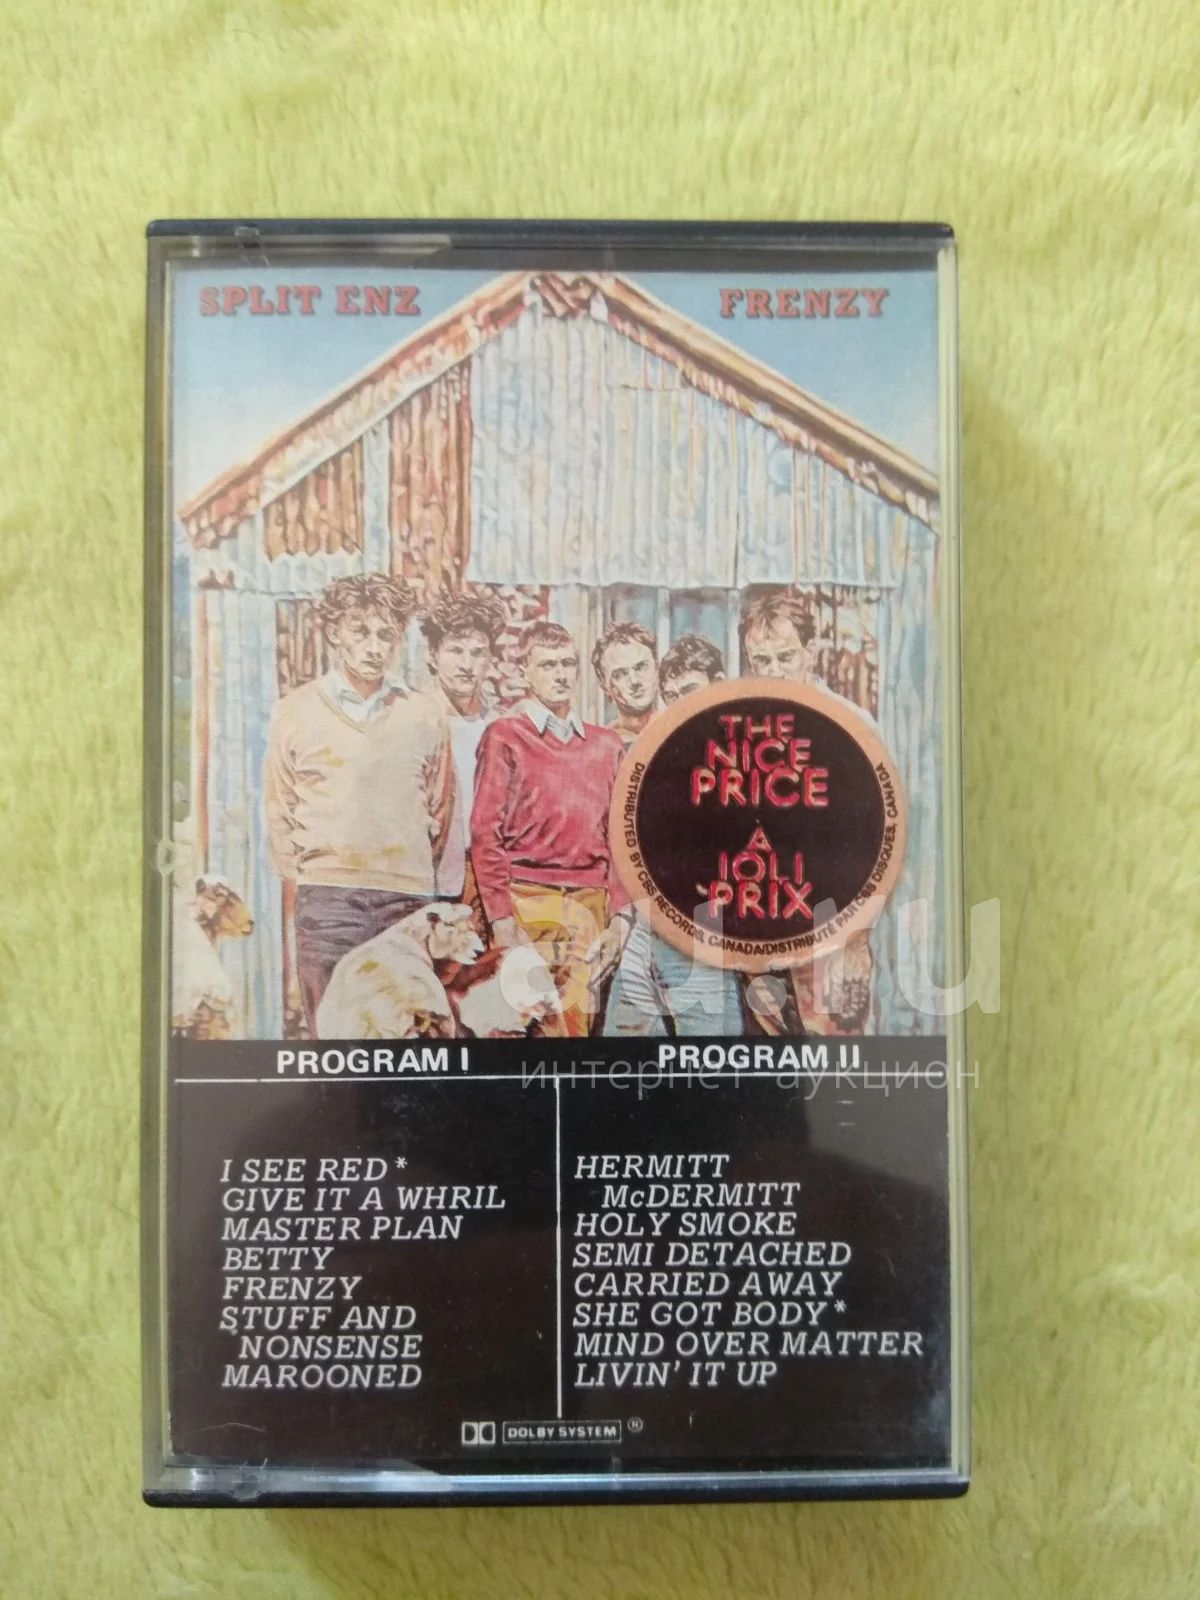 SPLIT ENZ
FRENZY
THE
NICE
PRICE
A
JOLI
PRIX
DISTRIBUTED BY CBS RECORDS, CANADA/DISTRIBUTÉ PAR CBS DISQUES, CANADA
au.ru
интернет аукцион
PROGRAM I
I SEE RED*
GIVE IT A WHRIL
MASTER PLAN
BETTY
FRENZY
STUFF AND
NONSENSE
MAROONED
PROGRAM II
HERMITT
McDERMITT
HOLY SMOKE
SEMI DETACHED
CARRIED AWAY
SHE GOT BODY*
MIND OVER MATTER
LIVIN' IT UP
DOLBY SYSTEM ®